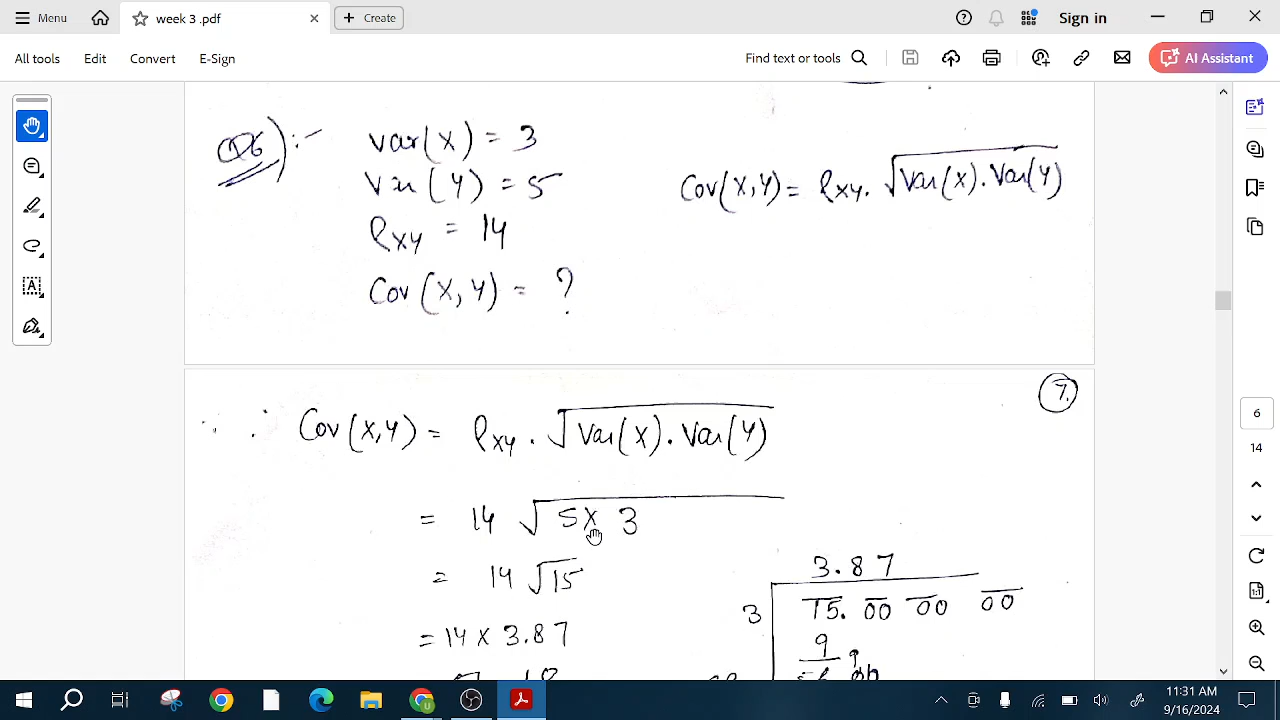 Menu week 3 .pdf Create Sign in
All tools Edit Convert E-Sign Find text or tools AI Assistant
Q6):-
Var(X) = 3
Var(Y) = 5
ρXY = 14
Cov(X,Y) = ?
Cov(X,Y) = ρXY. √Var(X).Var(Y)
7.
∴ Cov(X,Y) = ρXY . √Var(X). Var(Y)
= 14 √5X 3
= 14 √15
= 14 X 3.87
3.87
3 15. 00 00 00
9
6
14
11:31 AM
9/16/2024